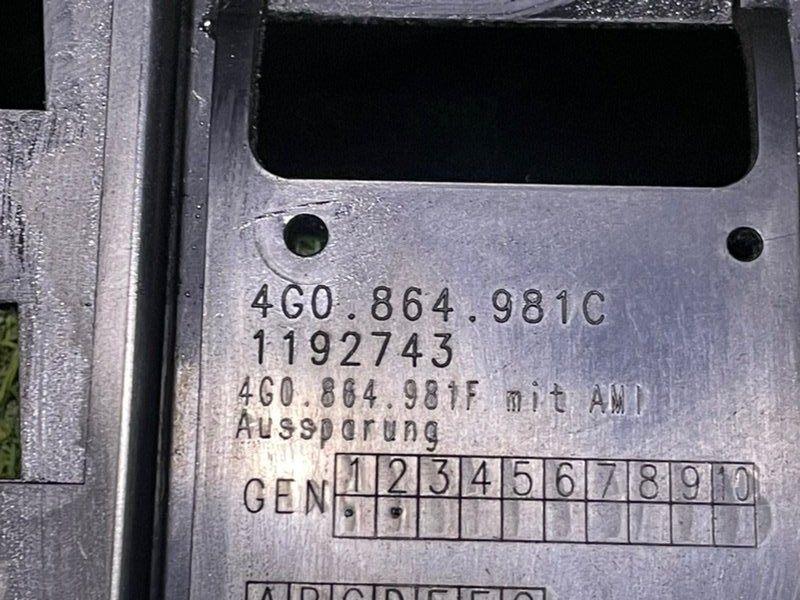 4G0.864.981C
1192743
4G0.864.981F mit AMI
Aussparung
GEN 1 2 3 4 5 6 7 8 9 10
A B C D E F G